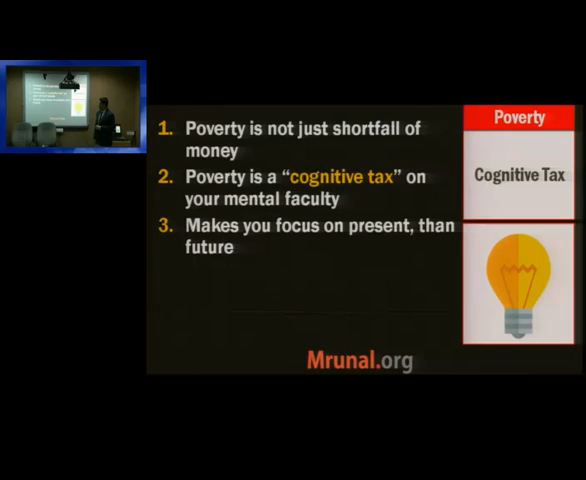 1. Poverty is not just shortfall of
money
2. Poverty is a “cognitive tax” on
your mental faculty
3. Makes you focus on present, than
future
Poverty
Cognitive Tax
Mrunal.org